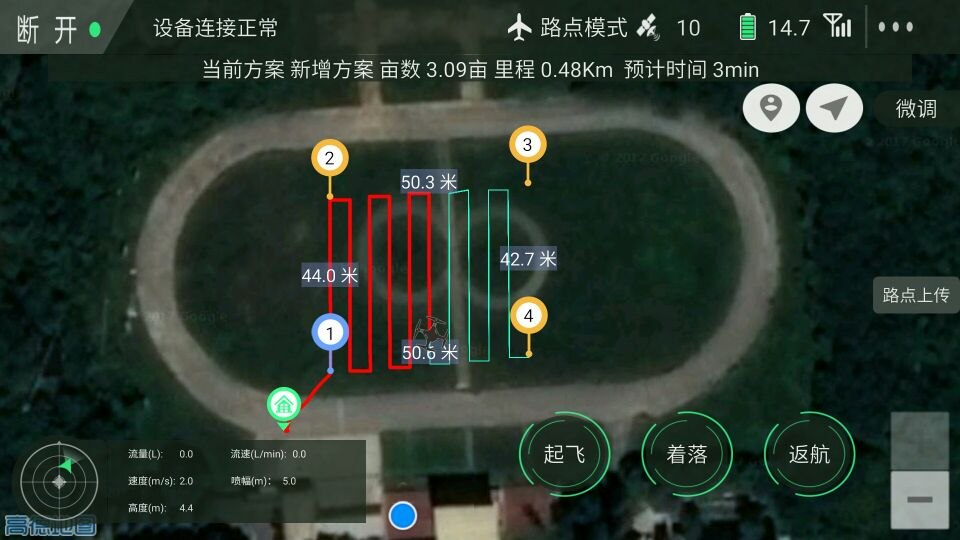 断开 设备连接正常 路点模式 10 14.7
当前方案 新增方案 亩数 3.09亩 里程 0.48Km 预计时间 3min
微调
2017 Google
2
3
50.3 米
42.7 米
44.0 米
路点上传
2017 Google
1
4
50.6 米
起飞 着落 返航
流量(L): 0.0 流速(L/min): 0.0
速度(m/s): 2.0 喷幅(m): 5.0
高度(m): 4.4
高德地图